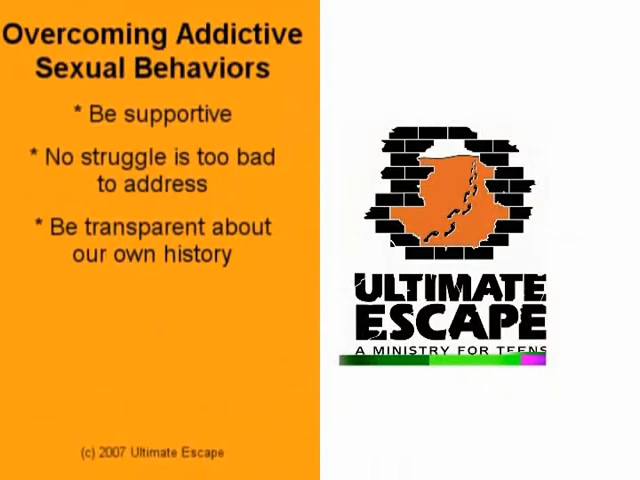 Overcoming Addictive
Sexual Behaviors
* Be supportive
* No struggle is too bad
to address
* Be transparent about
our own history
(c) 2007 Ultimate Escape
ULTIMATE
ESCAPE
A MINISTRY FOR TEENS